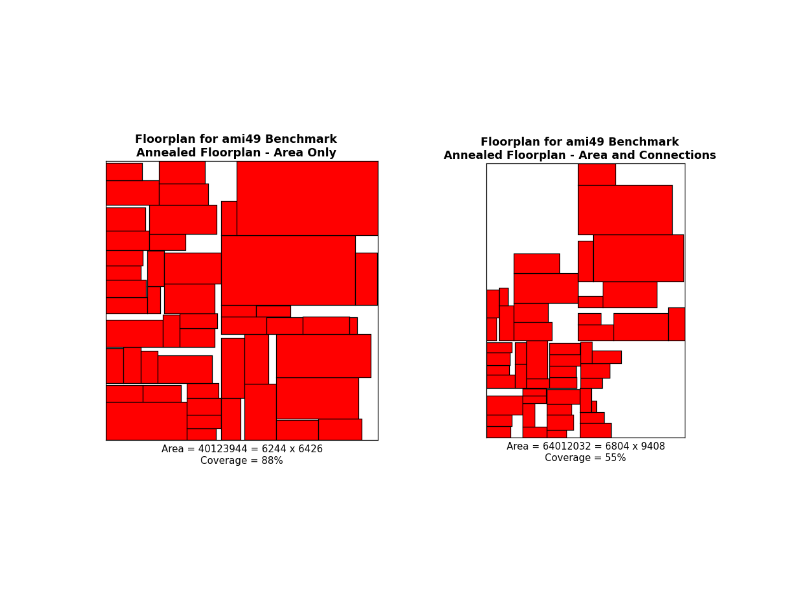 Floorplan for ami49 Benchmark
Annealed Floorplan - Area Only
Area = 40123944 = 6244 x 6426
Coverage = 88%
Floorplan for ami49 Benchmark
Annealed Floorplan - Area and Connections
Area = 64012032 = 6804 x 9408
Coverage = 55%